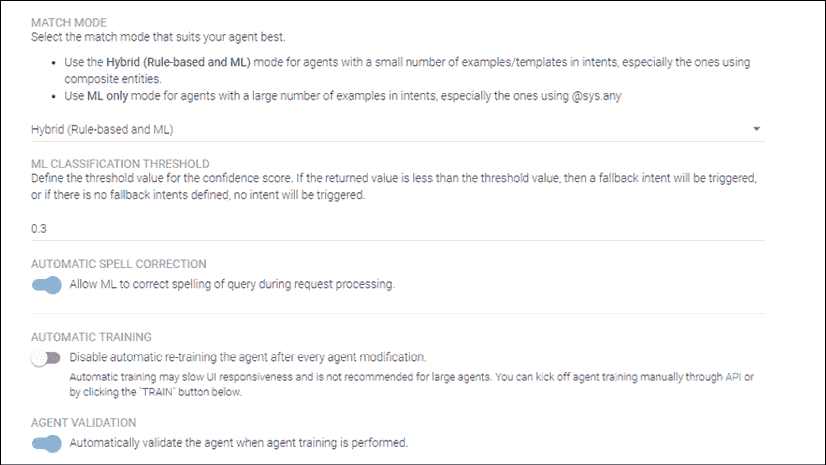 MATCH MODE
Select the match mode that suits your agent best.
• Use the Hybrid (Rule-based and ML) mode for agents with a small number of examples/templates in intents, especially the ones using
composite entities.
• Use ML only mode for agents with a large number of examples in intents, especially the ones using @sys.any
Hybrid (Rule-based and ML)
ML CLASSIFICATION THRESHOLD
Define the threshold value for the confidence score. If the returned value is less than the threshold value, then a fallback intent will be triggered,
or if there is no fallback intents defined, no intent will be triggered.
0.3
AUTOMATIC SPELL CORRECTION
Allow ML to correct spelling of query during request processing.
AUTOMATIC TRAINING
Disable automatic re-training the agent after every agent modification.
Automatic training may slow UI responsiveness and is not recommended for large agents. You can kick off agent training manually through API or
by clicking the `TRAIN` button below.
AGENT VALIDATION
Automatically validate the agent when agent training is performed.